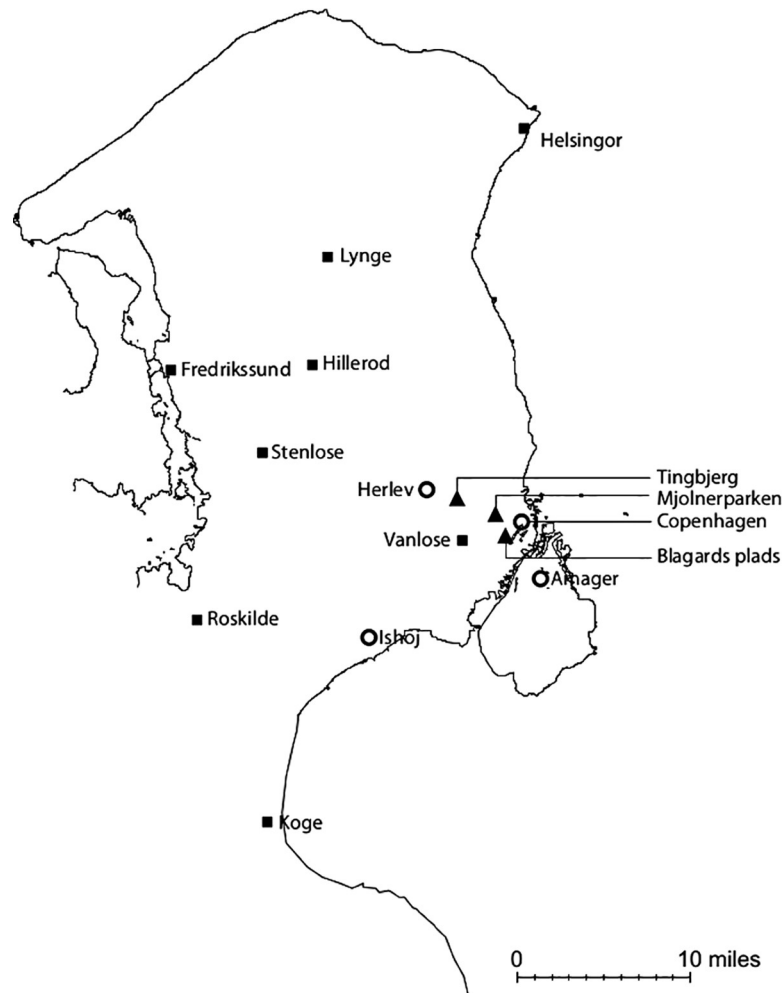 Helsingor
Lynge
Fredrikssund
Hillerod
Stenlose
Tingbjerg
Herlev
Mjolnerparken
Copenhagen
Vanlose
Blagards plads
Amager
Roskilde
Ishoj
Koge
0 10 miles